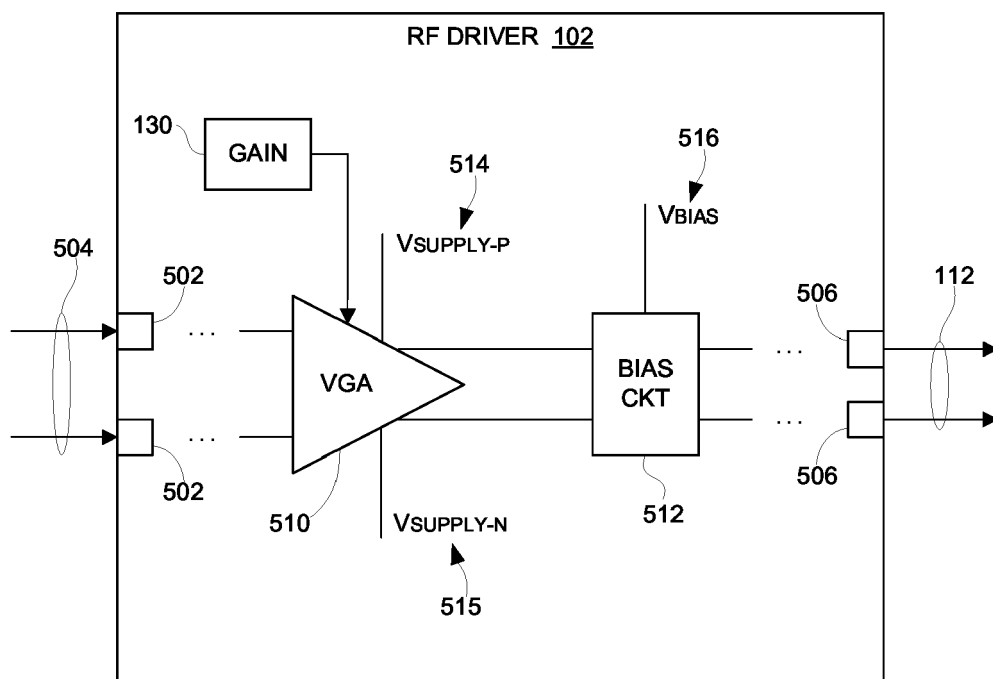 RF DRIVER 102
130
GAIN
514
516
VSUPPLY-P
VBIAS
504
502
506
112
... 
...
VGA
BIAS
CKT
...
...
502
510
506
512
VSUPPLY-N
515